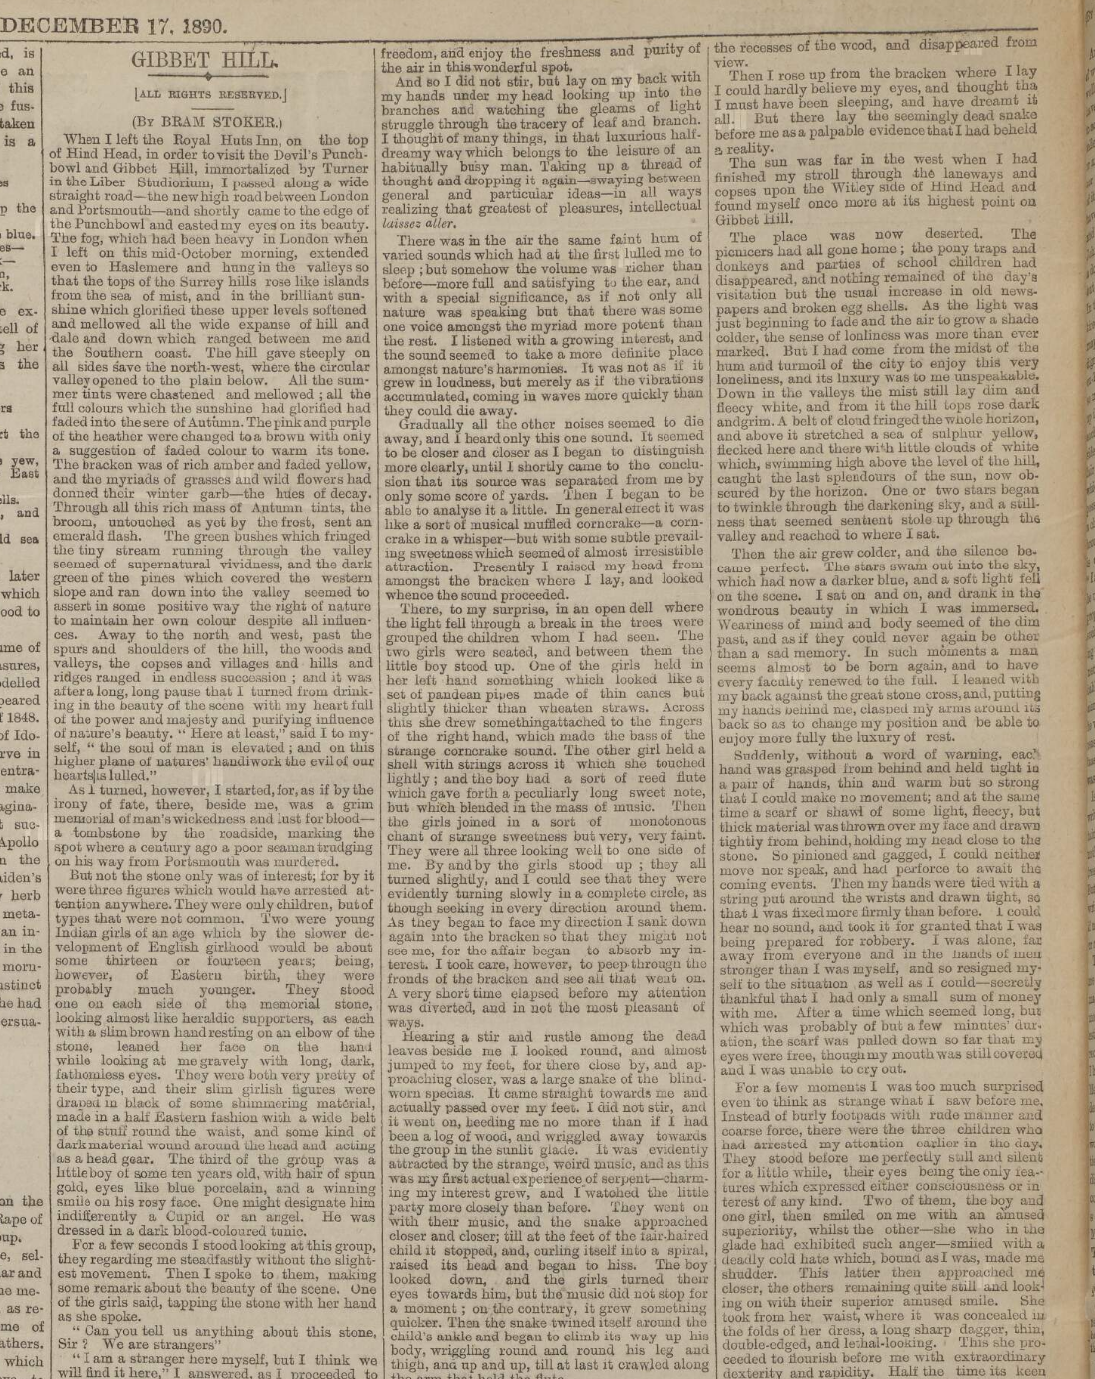 DECEMBER 17, 1890.
d, is
e an
this
e fus-
taken
is a
p the
blue.
es—
ex-
tell of
her
s the
rs
rt the
yew,
East
lls.
, and
ld sea
later
which
ood to
ame of
asures,
delled
peared
f 1848.
of Ido-
rve in
entra-
make
agina-
t suc-
Apollo
n the
aiden's
herb
meta-
an in-
in the
morn-
nstinct
he had
ersua-
on the
Rape of
oup.
e, sel-
ar and
ne me-
as re-
me of
athers.
which
GIBBET HILL.
[ALL RIGHTS RESERVED.]
(BY BRAM STOKER.)
When I left the Royal Huts Inn, on the top
of Hind Head, in order to visit the Devil's Punch-
bowl and Gibbet Hill, immortalized by Turner
in the Liber Studiorium, I passed along a wide
straight road—the new high road between London
and Portsmouth—and shortly came to the edge of
the Punchbowl and easted my eyes on its beauty.
The fog, which had been heavy in London when
I left on this mid-October morning, extended
even to Haslemere and hung in the valleys so
that the tops of the Surrey hills rose like islands
from the sea of mist, and in the brilliant sun-
shine which glorified these upper levels softened
and mellowed all the wide expanse of hill and
dale and down which ranged between me and
the Southern coast. The hill gave steeply on
all sides save the north-west, where the circular
valley opened to the plain below. All the sum-
mer tints were chastened and mellowed ; all the
full colours which the sunshine had glorified had
faded into the sere of Autumn. The pink and purple
of the heather were changed to a brown with only
a suggestion of faded colour to warm its tone.
The bracken was of rich amber and faded yellow,
and the myriads of grasses and wild flowers had
donned their winter garb—the hues of decay.
Through all this rich mass of Autumn tints, the
broom, untouched as yet by the frost, sent an
emerald flash. The green bushes which fringed
the tiny stream running through the valley
seemed of supernatural vividness, and the dark
green of the pines which covered the western
slope and ran down into the valley seemed to
assert in some positive way the right of nature
to maintain her own colour despite all influen-
ces. Away to the north and west, past the
spurs and shoulders of the hill, the woods and
valleys, the copses and villages and hills and
ridges ranged in endless succession ; and it was
after a long, long pause that I turned from drink-
ing in the beauty of the scene with my heart full
of the power and majesty and purifying influence
of nature's beauty. " Here at least," said I to my-
self, " the soul of man is elevated ; and on this
higher plane of natures' handiwork the evil of our
hearts is lulled."
As I turned, however, I started, for, as if by the
irony of fate, there, beside me, was a grim
memorial of man's wickedness and lust for blood—
a tombstone by the roadside, marking the
spot where a century ago a poor seaman trudging
on his way from Portsmouth was murdered.
But not the stone only was of interest; for by it
were three figures which would have arrested at-
tention anywhere. They were only children, but of
types that were not common. Two were young
Indian girls of an age which by the slower de-
velopment of English girlhood would be about
some thirteen or fourteen years; being,
however, of Eastern birth, they were
probably much younger. They stood
one on each side of the memorial stone,
looking almost like heraldic supporters, as each
with a slim brown hand resting on an elbow of the
stone, leaned her face on the hand
while looking at me gravely with long, dark,
fathomless eyes. They were both very pretty of
their type, and their slim girlish figures were
draped in black of some shimmering material,
made in a half Eastern fashion with a wide belt
of the stuff round the waist, and some kind of
dark material wound around the head and acting
as a head gear. The third of the group was a
little boy of some ten years old, with hair of spun
gold, eyes like blue porcelain, and a winning
smile on his rosy face. One might designate him
indifferently a Cupid or an angel. He was
dressed in a dark blood-coloured tunic.
For a few seconds I stood looking at this group,
they regarding me steadfastly without the slight-
est movement. Then I spoke to them, making
some remark about the beauty of the scene. One
of the girls said, tapping the stone with her hand
as she spoke.
" Can you tell us anything about this stone,
Sir ? We are strangers"
" I am a stranger here myself, but I think we
will find it here," I answered, as I proceeded to
freedom, and enjoy the freshness and purity of
the air in this wonderful spot.
And so I did not stir, but lay on my back with
my hands under my head looking up into the
branches and watching the gleams of light
struggle through the tracery of leaf and branch.
I thought of many things, in that luxurious half-
dreamy way which belongs to the leisure of an
habitually busy man. Taking up a thread of
thought and dropping it again—swaying between
general and particular ideas—in all ways
realizing that greatest of pleasures, intellectual
laissez aller.
There was in the air the same faint hum of
varied sounds which had at the first lulled me to
sleep ; but somehow the volume was richer than
before—more full and satisfying to the ear, and
with a special significance, as if not only all
nature was speaking but that there was some
one voice amongst the myriad more potent than
the rest. I listened with a growing interest, and
the sound seemed to take a more definite place
amongst nature's harmonies. It was not as if it
grew in loudness, but merely as if the vibrations
accumulated, coming in waves more quickly than
they could die away.
Gradually all the other noises seemed to die
away, and I heard only this one sound. It seemed
to be closer and closer as I began to distinguish
more clearly, until I shortly came to the conclu-
sion that its source was separated from me by
only some score of yards. Then I began to be
able to analyse it a little. In general effect it was
like a sort of musical muffled corncrake—a corn-
crake in a whisper—but with some subtle prevail-
ing sweetness which seemed of almost irresistible
attraction. Presently I raised my head from
amongst the bracken where I lay, and looked
whence the sound proceeded.
There, to my surprise, in an open dell where
the light fell through a break in the trees were
grouped the children whom I had seen. The
two girls were seated, and between them the
little boy stood up. One of the girls held in
her left hand something which looked like a
set of pandean pipes made of thin canes but
slightly thicker than wheaten straws. Across
this she drew somethingattached to the fingers
of the right hand, which made the bass of the
strange corncrake sound. The other girl held a
shell with strings across it which she touched
lightly ; and the boy had a sort of reed flute
which gave forth a peculiarly long sweet note,
but which blended in the mass of music. Then
the girls joined in a sort of monotonous
chant of strange sweetness but very, very faint.
They were all three looking well to one side of
me. By and by the girls stood up ; they all
turned slightly, and I could see that they were
evidently turning slowly in a complete circle, as
though seeking in every direction around them.
As they began to face my direction I sank down
again into the bracken so that they might not
see me, for the affair began to absorb my in-
terest. I took care, however, to peep through the
fronds of the bracken and see all that went on.
A very short time elapsed before my attention
was diverted, and in not the most pleasant of
ways.
Hearing a stir and rustle among the dead
leaves beside me I looked round, and almost
jumped to my feet, for there close by, and ap-
proaching closer, was a large snake of the blind-
worn specias. It came straight towards me and
actually passed over my feet. I did not stir, and
it went on, heeding me no more than if I had
been a log of wood, and wriggled away towards
the group in the sunlit glade. It was evidently
attracted by the strange, weird music, and as this
was my first actual experience of serpent—charm-
ing my interest grew, and I watched the little
party more closely than before. They went on
with their music, and the snake approached
closer and closer; till at the feet of the fair-haired
child it stopped, and, curling itself into a spiral,
raised its head and began to hiss. The boy
looked down, and the girls turned their
eyes towards him, but the music did not stop for
a moment ; on the contrary, it grew something
quicker. Then the snake twined itself around the
child's ankle and began to climb its way up his
body, wriggling round and round his leg and
thigh, and up and up, till at last it crawled along
the arm that held the flute.
the recesses of the wood, and disappeared from
view.
Then I rose up from the bracken where I lay
I could hardly believe my eyes, and thought tha
I must have been sleeping, and have dreamt it
all. But there lay the seemingly dead snake
before me as a palpable evidence that I had beheld
a reality.
The sun was far in the west when I had
finished my stroll through the laneways and
copses upon the Witley side of Hind Head and
found myself once more at its highest point on
Gibbet Hill.
The place was now deserted. The
picnicers had all gone home ; the pony traps and
donkeys and parties of school children had
disappeared, and nothing remained of the day's
visitation but the usual increase in old news-
papers and broken egg shells. As the light was
just beginning to fade and the air to grow a shade
colder, the sense of lonliness was more than ever
marked. But I had come from the midst of the
hum and turmoil of the city to enjoy this very
loneliness, and its luxury was to me unspeakable.
Down in the valleys the mist still lay dim and
fleecy white, and from it the hill tops rose dark
andgrim. A belt of cloud fringed the whole horizon,
and above it stretched a sea of sulphur yellow,
flecked here and there with little clouds of white
which, swimming high above the level of the hill,
caught the last splendours of the sun, now ob-
scured by the horizon. One or two stars began
to twinkle through the darkening sky, and a still-
ness that seemed sentient stole up through the
valley and reached to where I sat.
Then the air grew colder, and the silence be-
came perfect. The stars swam out into the sky,
which had now a darker blue, and a soft light fell
on the scene. I sat on and on, and drank in the
wondrous beauty in which I was immersed.
Weariness of mind and body seemed of the dim
past, and as if they could never again be other
than a sad memory. In such moments a man
seems almost to be born again, and to have
every faculty renewed to the full. I leaned with
my back against the great stone cross, and, putting
my hands behind me, clasped my arms around its
back so as to change my position and be able to
enjoy more fully the luxury of rest.
Suddenly, without a word of warning, each
hand was grasped from behind and held tight in
a pair of hands, thin and warm but so strong
that I could make no movement; and at the same
time a scarf or shawl of some light, fleecy, but
thick material was thrown over my face and drawn
tightly from behind, holding my head close to the
stone. So pinioned and gagged, I could neither
move nor speak, and had perforce to await the
coming events. Then my hands were tied with a
string put around the wrists and drawn tight, so
that I was fixed more firmly than before. I could
hear no sound, and took it for granted that I was
being prepared for robbery. I was alone, far
away from everyone and in the hands of men
stronger than I was myself, and so resigned my-
self to the situation as well as I could—secretly
thankful that I had only a small sum of money
with me. After a time which seemed long, but
which was probably of but a few minutes' dur-
ation, the scarf was pulled down so far that my
eyes were free, though my mouth was still covered
and I was unable to cry out.
For a few moments I was too much surprised
even to think as strange what I saw before me.
Instead of burly footpads with rude manner and
coarse force, there were the three children who
had arrested my attention earlier in the day.
They stood before me perfectly still and silent
for a little while, their eyes being the only fea-
tures which expressed either consciousness or in
terest of any kind. Two of them, the boy and
one girl, then smiled on me with an amused
superiority, whilst the other—she who in the
glade had exhibited such anger—smiled with a
deadly cold hate which, bound as I was, made me
shudder. This latter then approached me
closer, the others remaining quite still and look-
ing on with their superior amused smile. She
took from her waist, where it was concealed in
the folds of her dress, a long sharp dagger, thin,
double-edged, and lethal-looking. This she pro-
ceeded to flourish before me with extraordinary
dexterity and rapidity. Half the time its keen